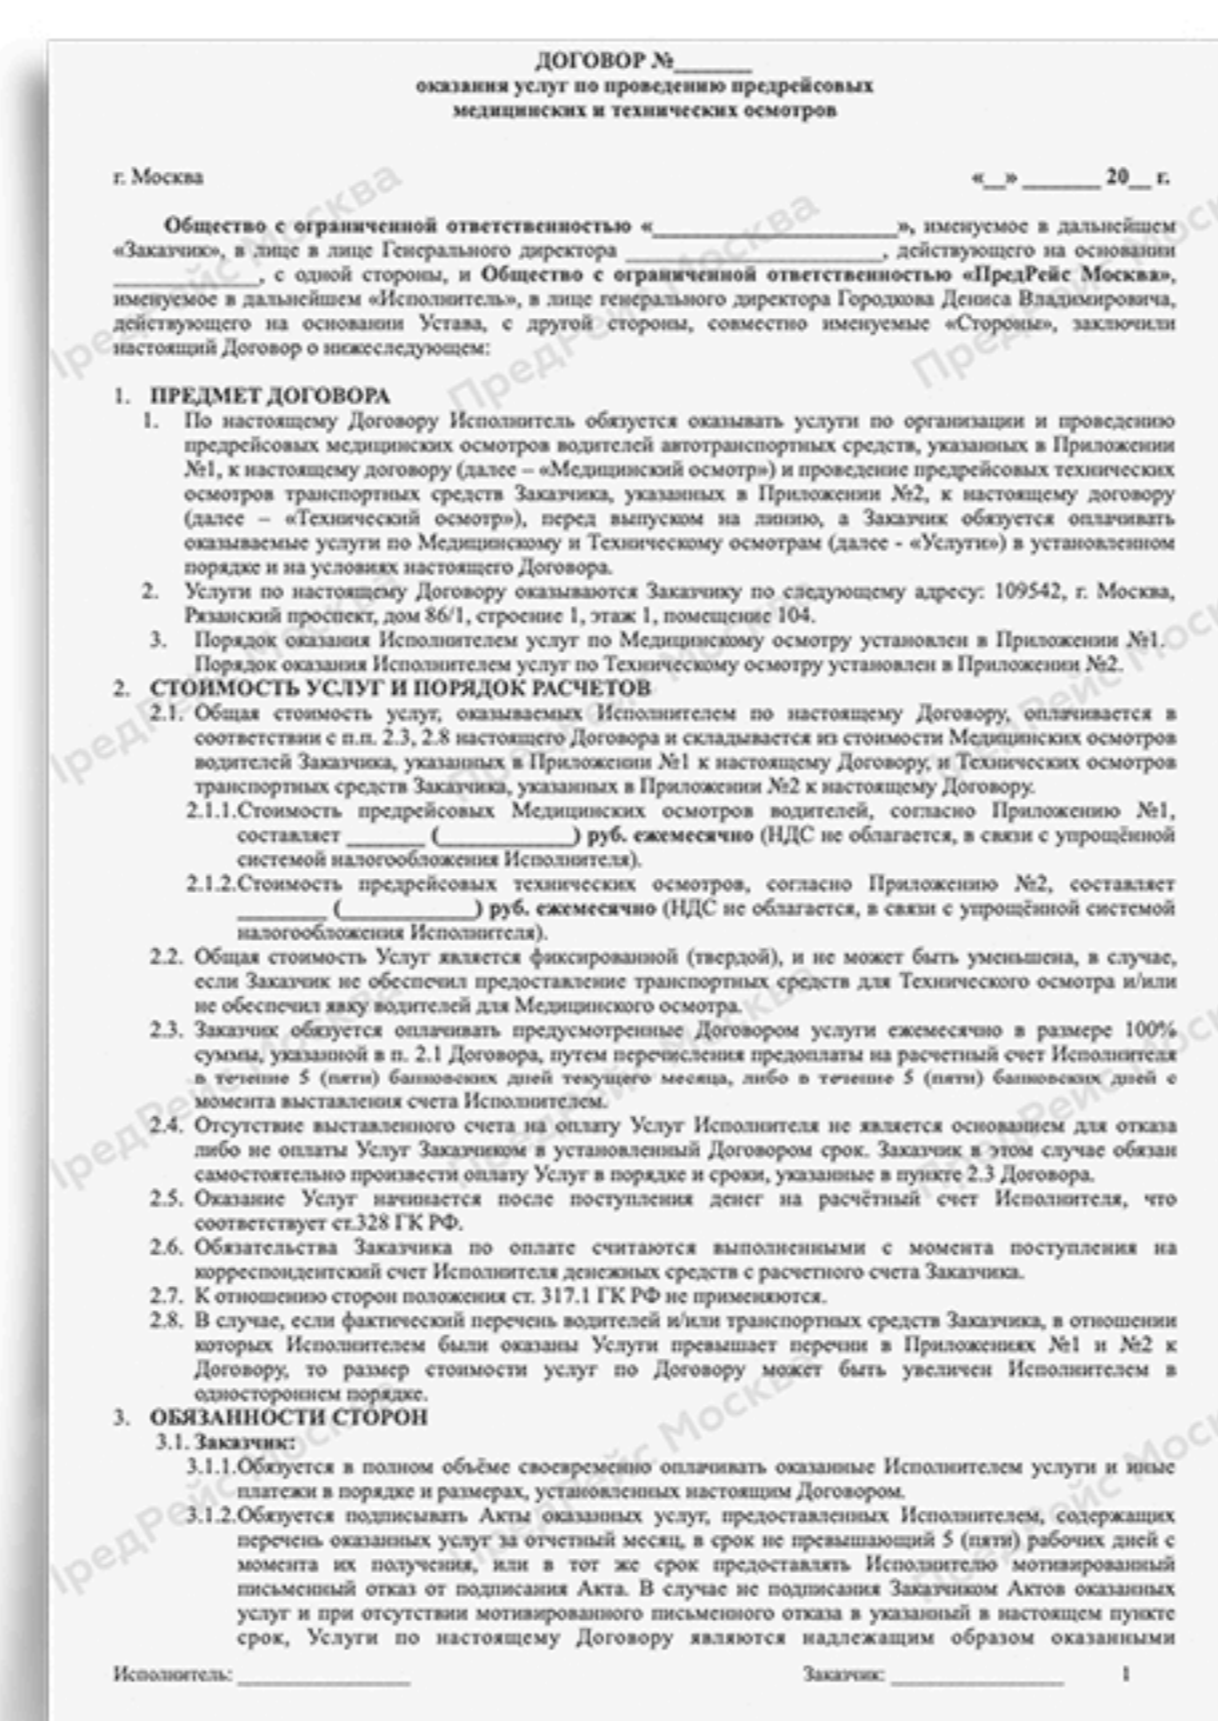 ДОГОВОР №_______
оказания услуг по проведению предрейсовых
медицинских и технических осмотров
г. Москва «__» _______ 20__ г.
Общество с ограниченной ответственностью «______________________», именуемое в дальнейшем
«Заказчик», в лице в лице Генерального директора _______________________, действующего на основании
_____________, с одной стороны, и Общество с ограниченной ответственностью «ПредРейс Москва»,
именуемое в дальнейшем «Исполнитель», в лице генерального директора Городкова Дениса Владимировича,
действующего на основании Устава, с другой стороны, совместно именуемые «Стороны», заключили
настоящий Договор о нижеследующем:
1. ПРЕДМЕТ ДОГОВОРА
1. По настоящему Договору Исполнитель обязуется оказывать услуги по организации и проведению
предрейсовых медицинских осмотров водителей автотранспортных средств, указанных в Приложении
№1, к настоящему договору (далее – «Медицинский осмотр») и проведение предрейсовых технических
осмотров транспортных средств Заказчика, указанных в Приложении №2, к настоящему договору
(далее – «Технический осмотр»), перед выпуском на линию, а Заказчик обязуется оплачивать
оказываемые услуги по Медицинскому и Техническому осмотрам (далее - «Услуги») в установленном
порядке и на условиях настоящего Договора.
2. Услуги по настоящему Договору оказываются Заказчику по следующему адресу: 109542, г. Москва,
Рязанский проспект, дом 86/1, строение 1, этаж 1, помещение 104.
3. Порядок оказания Исполнителем услуг по Медицинскому осмотру установлен в Приложении №1.
Порядок оказания Исполнителем услуг по Техническому осмотру установлен в Приложении №2.
2. СТОИМОСТЬ УСЛУГ И ПОРЯДОК РАСЧЕТОВ
2.1. Общая стоимость услуг, оказываемых Исполнителем по настоящему Договору, оплачивается в
соответствии с п.п. 2.3, 2.8 настоящего Договора и складывается из стоимости Медицинских осмотров
водителей Заказчика, указанных в Приложении №1 к настоящему Договору, и Технических осмотров
транспортных средств Заказчика, указанных в Приложении №2 к настоящему Договору.
2.1.1.Стоимость предрейсовых Медицинских осмотров водителей, согласно Приложению №1,
составляет _______ (____________) руб. ежемесячно (НДС не облагается, в связи с упрощённой
системой налогообложения Исполнителя).
2.1.2.Стоимость предрейсовых технических осмотров, согласно Приложению №2, составляет
________ (____________) руб. ежемесячно (НДС не облагается, в связи с упрощённой системой
налогообложения Исполнителя).
2.2. Общая стоимость Услуг является фиксированной (твердой), и не может быть уменьшена, в случае,
если Заказчик не обеспечил предоставление транспортных средств для Технического осмотра и/или
не обеспечил явку водителей для Медицинского осмотра.
2.3. Заказчик обязуется оплачивать предусмотренные Договором услуги ежемесячно в размере 100%
суммы, указанной в п. 2.1 Договора, путем перечисления предоплаты на расчетный счет Исполнителя
в течение 5 (пяти) банковских дней текущего месяца, либо в течение 5 (пяти) банковских дней с
момента выставления счета Исполнителем.
2.4. Отсутствие выставленного счета на оплату Услуг Исполнителя не является основанием для отказа
либо не оплаты Услуг Заказчиком в установленный Договором срок. Заказчик в этом случае обязан
самостоятельно произвести оплату Услуг в порядке и сроки, указанные в пункте 2.3 Договора.
2.5. Оказание Услуг начинается после поступления денег на расчётный счет Исполнителя, что
соответствует ст.328 ГК РФ.
2.6. Обязательства Заказчика по оплате считаются выполненными с момента поступления на
корреспондентский счет Исполнителя денежных средств с расчетного счета Заказчика.
2.7. К отношению сторон положения ст. 317.1 ГК РФ не применяются.
2.8. В случае, если фактический перечень водителей и/или транспортных средств Заказчика, в отношении
которых Исполнителем были оказаны Услуги превышает перечни в Приложениях №1 и №2 к
Договору, то размер стоимости услуг по Договору может быть увеличен Исполнителем в
одностороннем порядке.
3. ОБЯЗАННОСТИ СТОРОН
3.1. Заказчик:
3.1.1.Обязуется в полном объёме своевременно оплачивать оказанные Исполнителем услуги и иные
платежи в порядке и размерах, установленных настоящим Договором.
3.1.2.Обязуется подписывать Акты оказанных услуг, предоставленных Исполнителем, содержащих
перечень оказанных услуг за отчетный месяц, в срок не превышающий 5 (пяти) рабочих дней с
момента их получения, или в тот же срок предоставлять Исполнителю мотивированный
письменный отказ от подписания Акта. В случае не подписания Заказчиком Актов оказанных
услуг и при отсутствии мотивированного письменного отказа в указанный в настоящем пункте
срок, Услуги по настоящему Договору являются надлежащим образом оказанными
Исполнитель: ________________ Заказчик: ________________ 1